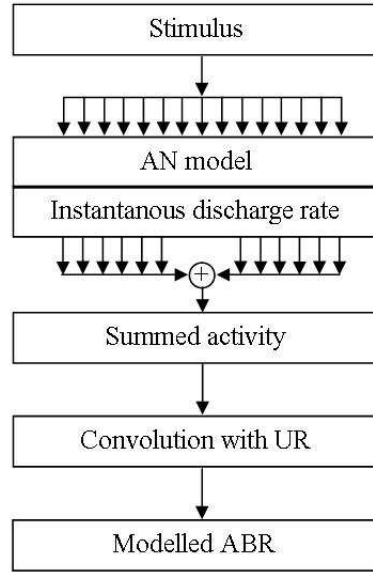 Stimulus
AN model
Instantanous discharge rate
+
Summed activity
Convolution with UR
Modelled ABR